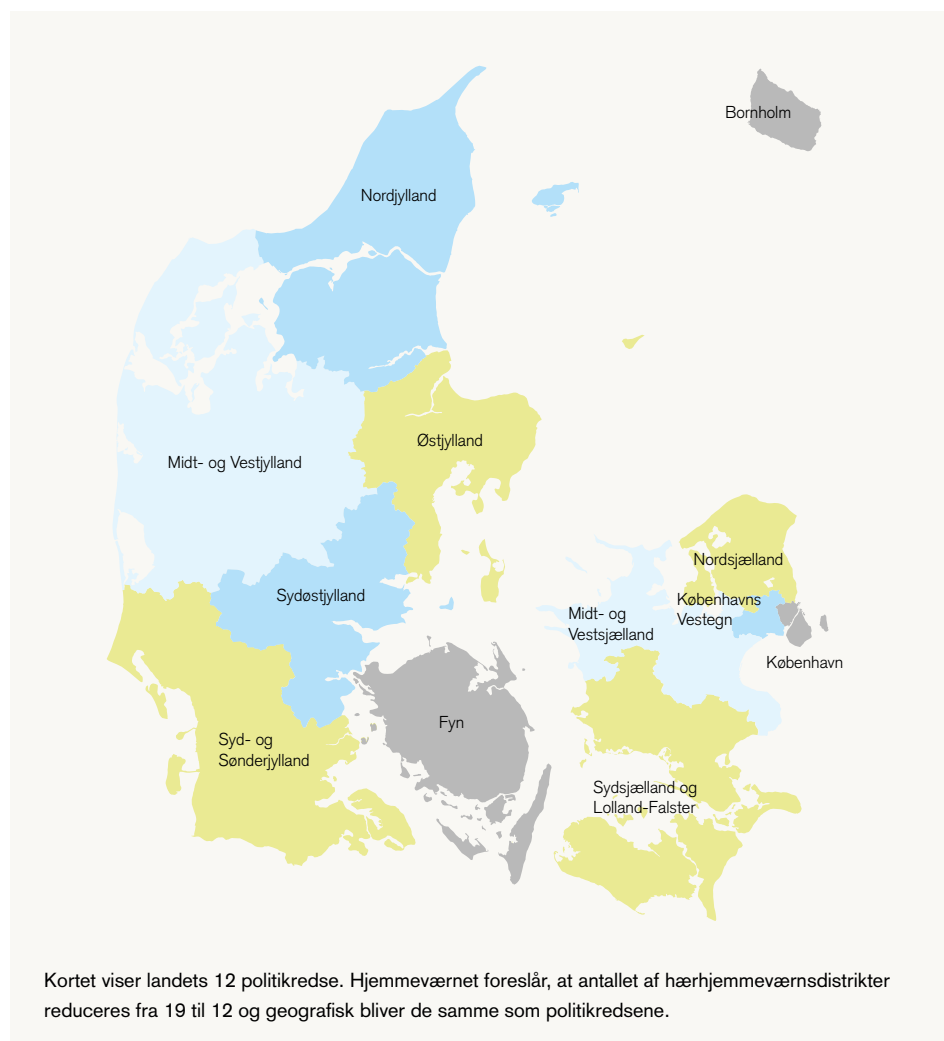 Bornholm
Nordjylland
Østjylland
Midt- og Vestjylland
Nordsjælland
Sydøstjylland
Københavns
Vestegn
Midt- og
Vestsjælland
København
Fyn
Syd- og
Sønderjylland
Sydsjælland og
Lolland-Falster
Kortet viser landets 12 politikredse. Hjemmeværnet foreslår, at antallet af hærhjemmeværnsdistrikter
reduceres fra 19 til 12 og geografisk bliver de samme som politikredsene.